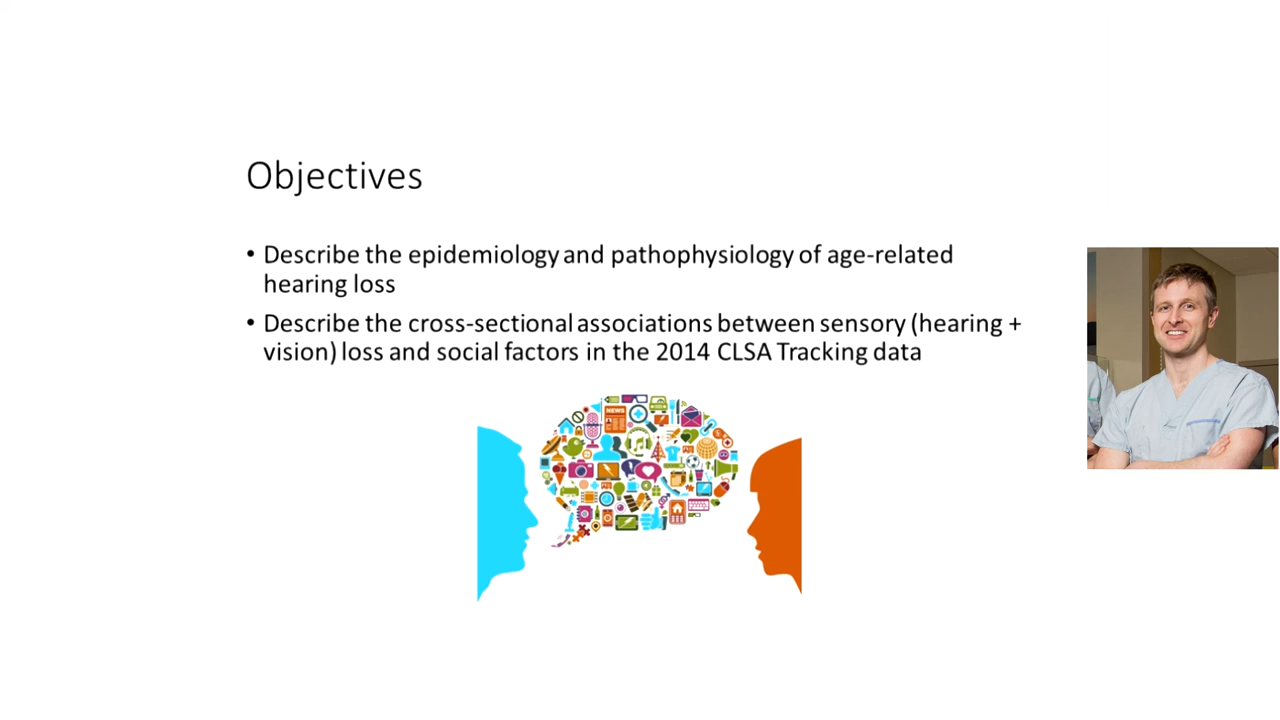 Objectives
• Describe the epidemiology and pathophysiology of age-related
hearing loss
• Describe the cross-sectional associations between sensory (hearing +
vision) loss and social factors in the 2014 CLSA Tracking data
NEWS